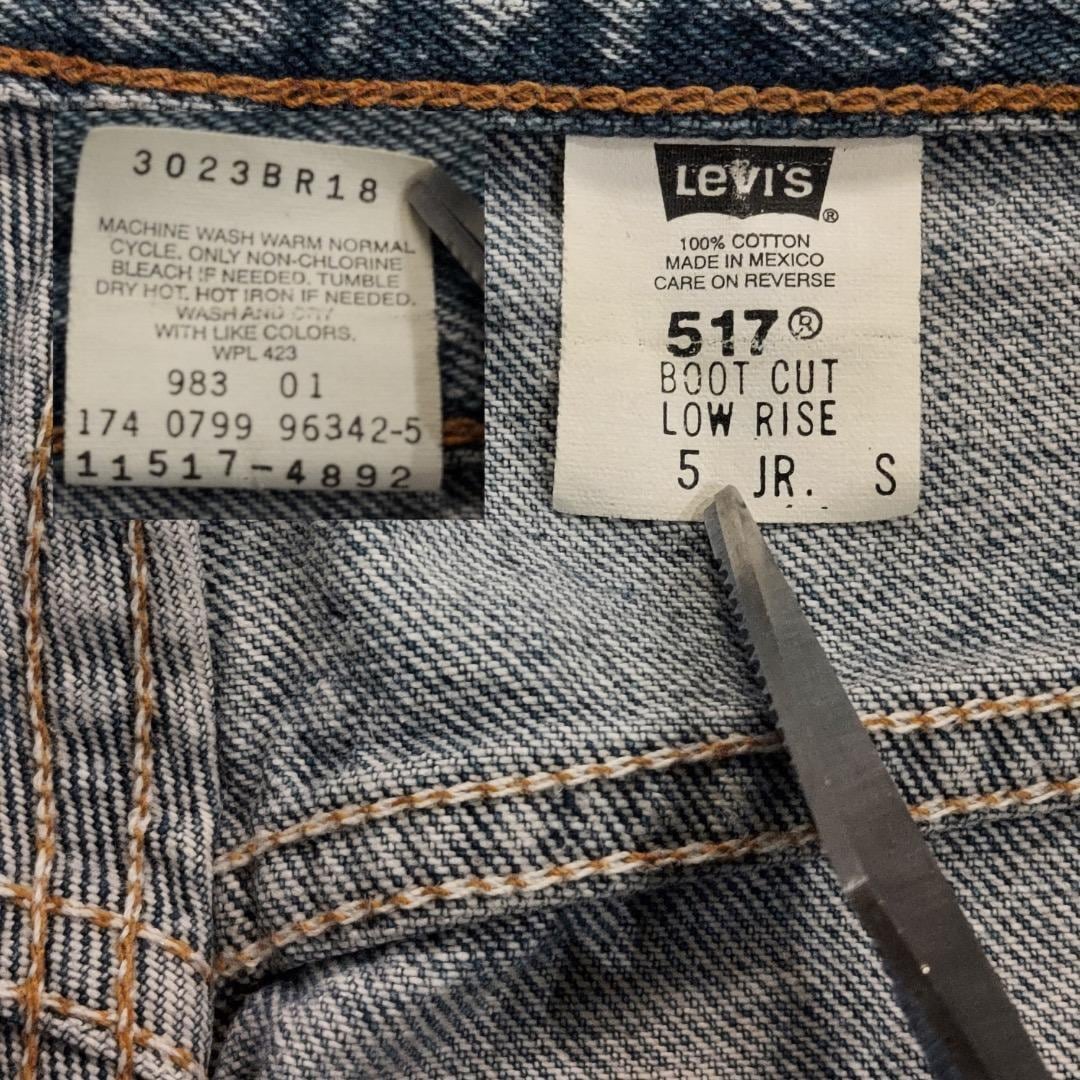 3023BR18
MACHINE WASH WARM NORMAL
CYCLE. ONLY NON-CHLORINE
BLEACH IF NEEDED. TUMBLE
DRY HOT. HOT IRON IF NEEDED.
WASH AND DRY
WITH LIKE COLORS.
WPL 423
983 01
174 0799 96342-5
11517-4892
LEVI'S®
100% COTTON
MADE IN MEXICO
CARE ON REVERSE
517®
BOOT CUT
LOW RISE
5 JR. S